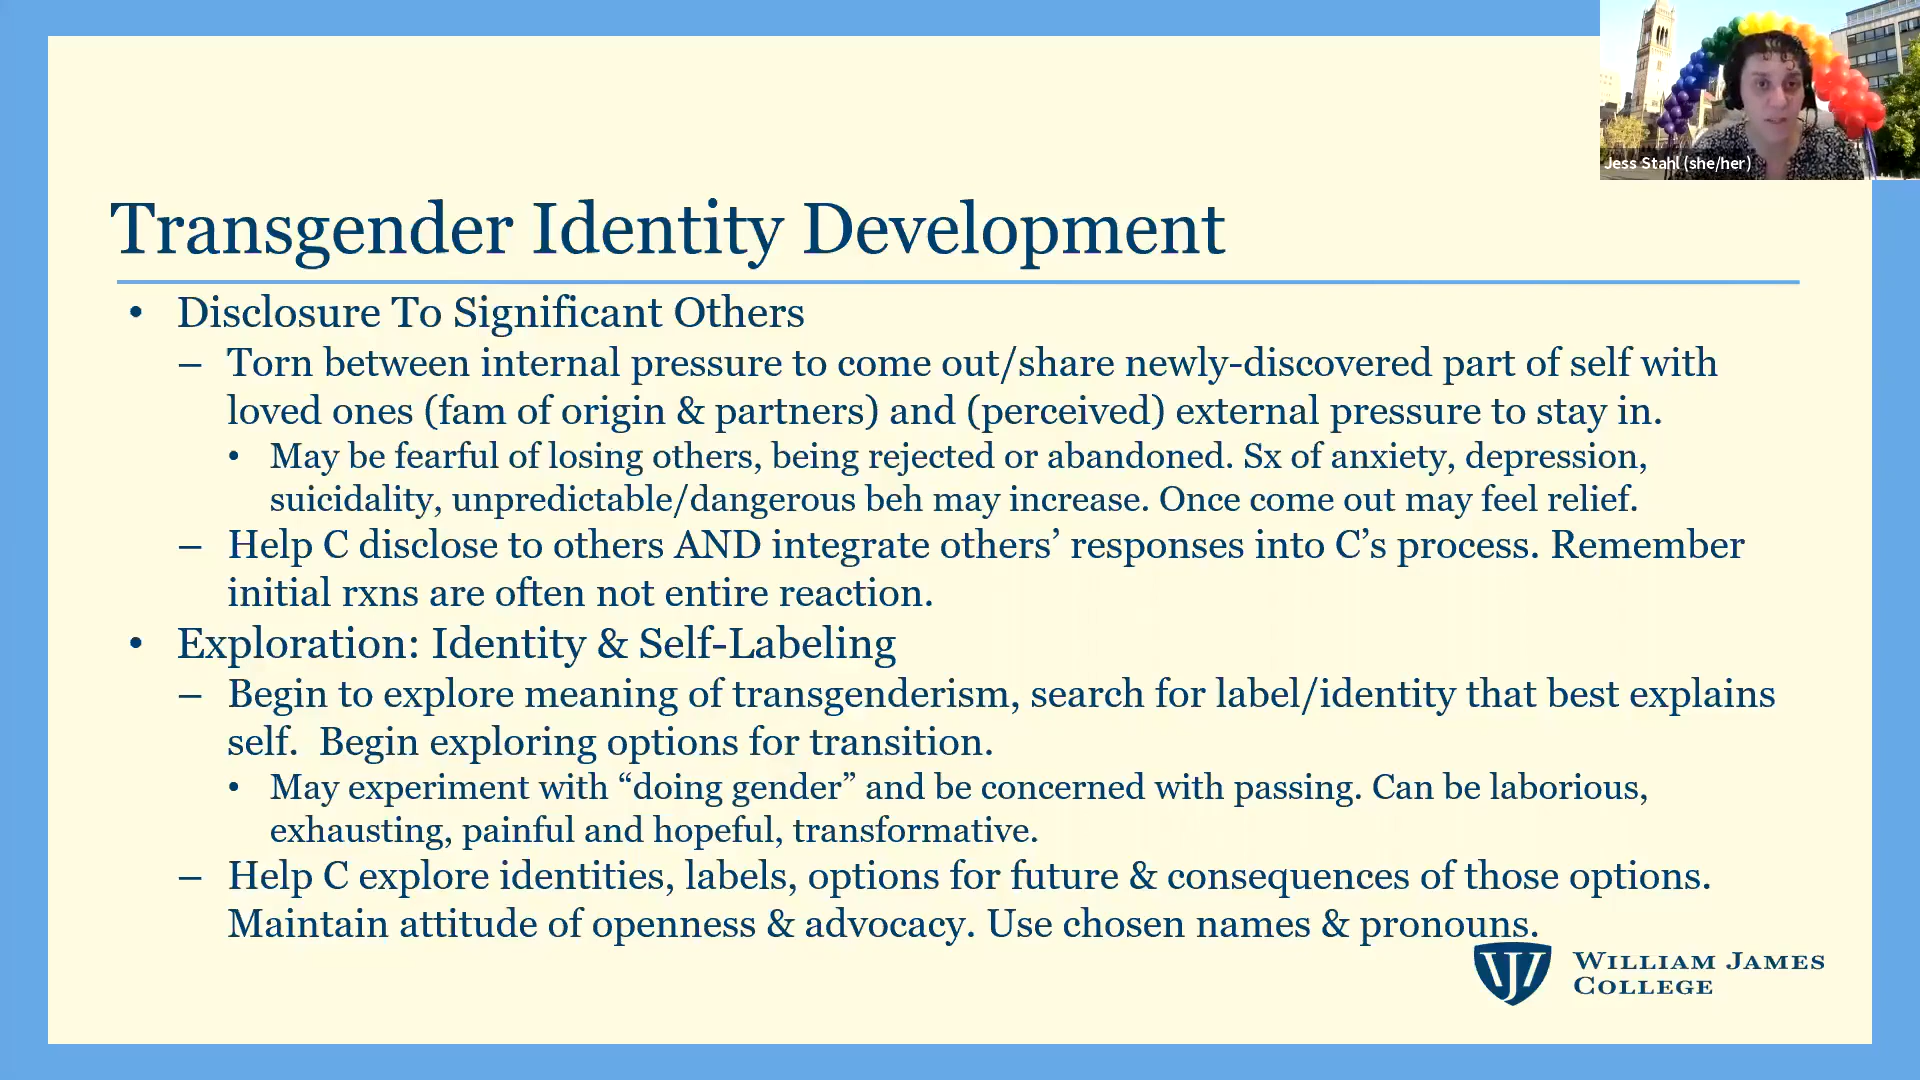 Jess Stahl (she/her)
Transgender Identity Development
• Disclosure To Significant Others
– Torn between internal pressure to come out/share newly-discovered part of self with
loved ones (fam of origin & partners) and (perceived) external pressure to stay in.
• May be fearful of losing others, being rejected or abandoned. Sx of anxiety, depression,
suicidality, unpredictable/dangerous beh may increase. Once come out may feel relief.
– Help C disclose to others AND integrate others’ responses into C’s process. Remember
initial rxns are often not entire reaction.
• Exploration: Identity & Self-Labeling
– Begin to explore meaning of transgenderism, search for label/identity that best explains
self.  Begin exploring options for transition.
• May experiment with “doing gender” and be concerned with passing. Can be laborious,
exhausting, painful and hopeful, transformative.
– Help C explore identities, labels, options for future & consequences of those options.
Maintain attitude of openness & advocacy. Use chosen names & pronouns.
WILLIAM JAMES
COLLEGE